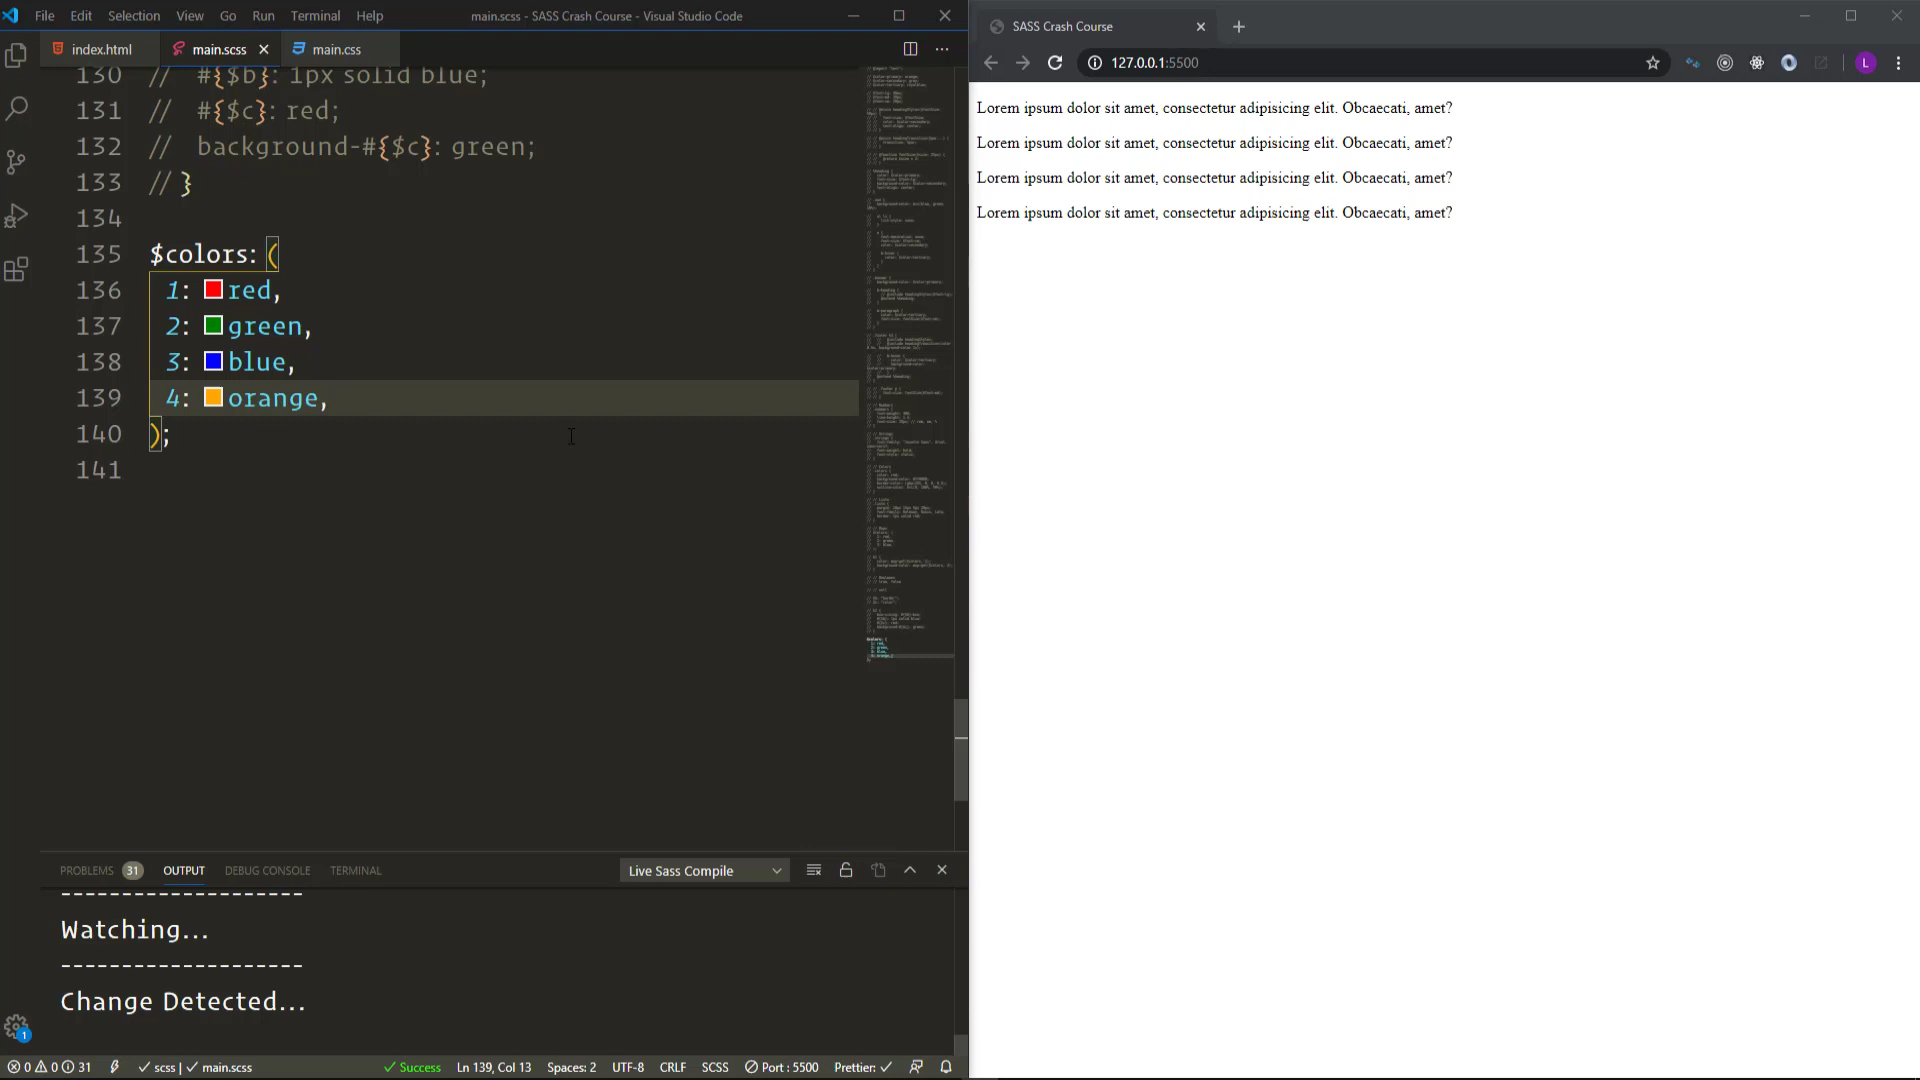 File Edit Selection View Go Run Terminal Help
main.scss - SASS Crash Course - Visual Studio Code
index.html main.scss main.css
130 // #{$b}: 1px solid blue;
131 // #{$c}: red;
132 // background-#{$c}: green;
133 // }
134
135 $colors: (
136 1: red,
137 2: green,
138 3: blue,
139 4: orange,
140 );
141
PROBLEMS 31 OUTPUT DEBUG CONSOLE TERMINAL Live Sass Compile
--------------------
Watching...
--------------------
Change Detected...
1
0 0 31 scss | main.scss Success Ln 139, Col 13 Spaces: 2 UTF-8 CRLF SCSS Port : 5500 Prettier:
SASS Crash Course
127.0.0.1:5500
L
Lorem ipsum dolor sit amet, consectetur adipisicing elit. Obcaecati, amet?
Lorem ipsum dolor sit amet, consectetur adipisicing elit. Obcaecati, amet?
Lorem ipsum dolor sit amet, consectetur adipisicing elit. Obcaecati, amet?
Lorem ipsum dolor sit amet, consectetur adipisicing elit. Obcaecati, amet?